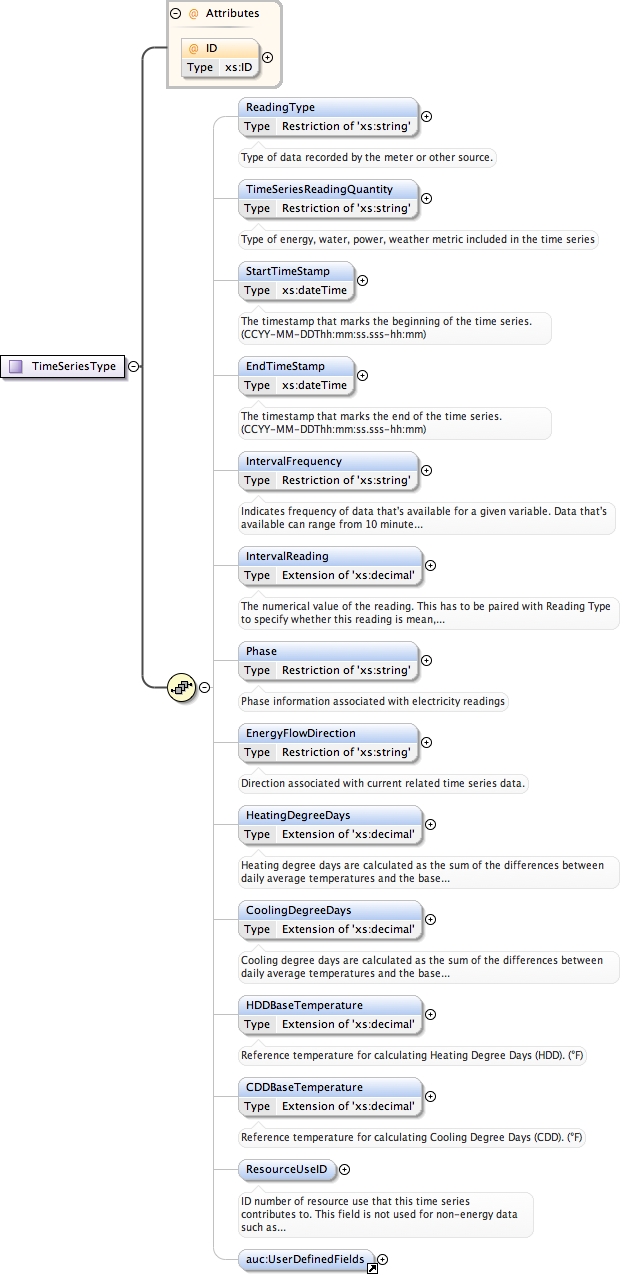 @ Attributes
@ ID
Type xs:ID
ReadingType
Type Restriction of 'xs:string'
Type of data recorded by the meter or other source.
TimeSeriesReadingQuantity
Type Restriction of 'xs:string'
Type of energy, water, power, weather metric included in the time series
StartTimeStamp
Type xs:dateTime
The timestamp that marks the beginning of the time series.
(CCYY-MM-DDThh:mm:ss.sss-hh:mm)
TimeSeriesType
EndTimeStamp
Type xs:dateTime
The timestamp that marks the end of the time series.
(CCYY-MM-DDThh:mm:ss.sss-hh:mm)
IntervalFrequency
Type Restriction of 'xs:string'
Indicates frequency of data that's available for a given variable. Data that's
available can range from 10 minute...
IntervalReading
Type Extension of 'xs:decimal'
The numerical value of the reading. This has to be paired with Reading Type
to specify whether this reading is mean,...
Phase
Type Restriction of 'xs:string'
Phase information associated with electricity readings
EnergyFlowDirection
Type Restriction of 'xs:string'
Direction associated with current related time series data.
HeatingDegreeDays
Type Extension of 'xs:decimal'
Heating degree days are calculated as the sum of the differences between
daily average temperatures and the base...
CoolingDegreeDays
Type Extension of 'xs:decimal'
Cooling degree days are calculated as the sum of the differences between
daily average temperatures and the base...
HDDBaseTemperature
Type Extension of 'xs:decimal'
Reference temperature for calculating Heating Degree Days (HDD). (°F)
CDDBaseTemperature
Type Extension of 'xs:decimal'
Reference temperature for calculating Cooling Degree Days (CDD). (°F)
ResourceUseID
ID number of resource use that this time series
contributes to. This field is not used for non-energy data
such as...
auc:UserDefinedFields